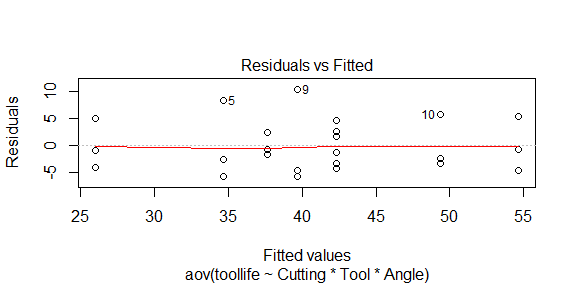 Residuals vs Fitted
Residuals
10
5
0
-5
5
9
10
25 30 35 40 45 50 55
Fitted values
aov(toollife ~ Cutting * Tool * Angle)